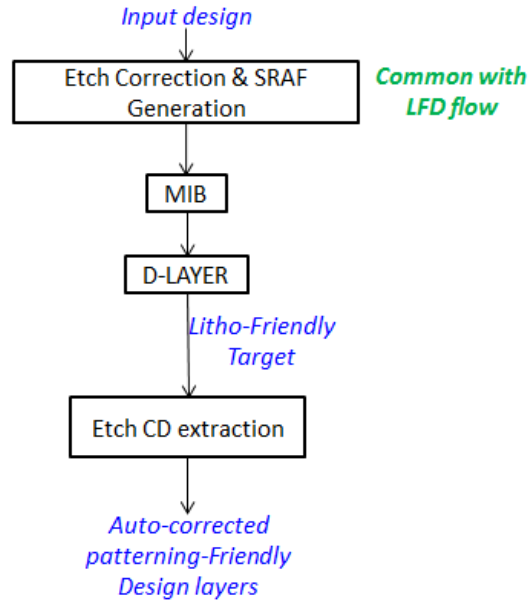 Input design
Etch Correction & SRAF
Generation
Common with
LFD flow
MIB
D-LAYER
Litho-Friendly
Target
Etch CD extraction
Auto-corrected
patterning-Friendly
Design layers